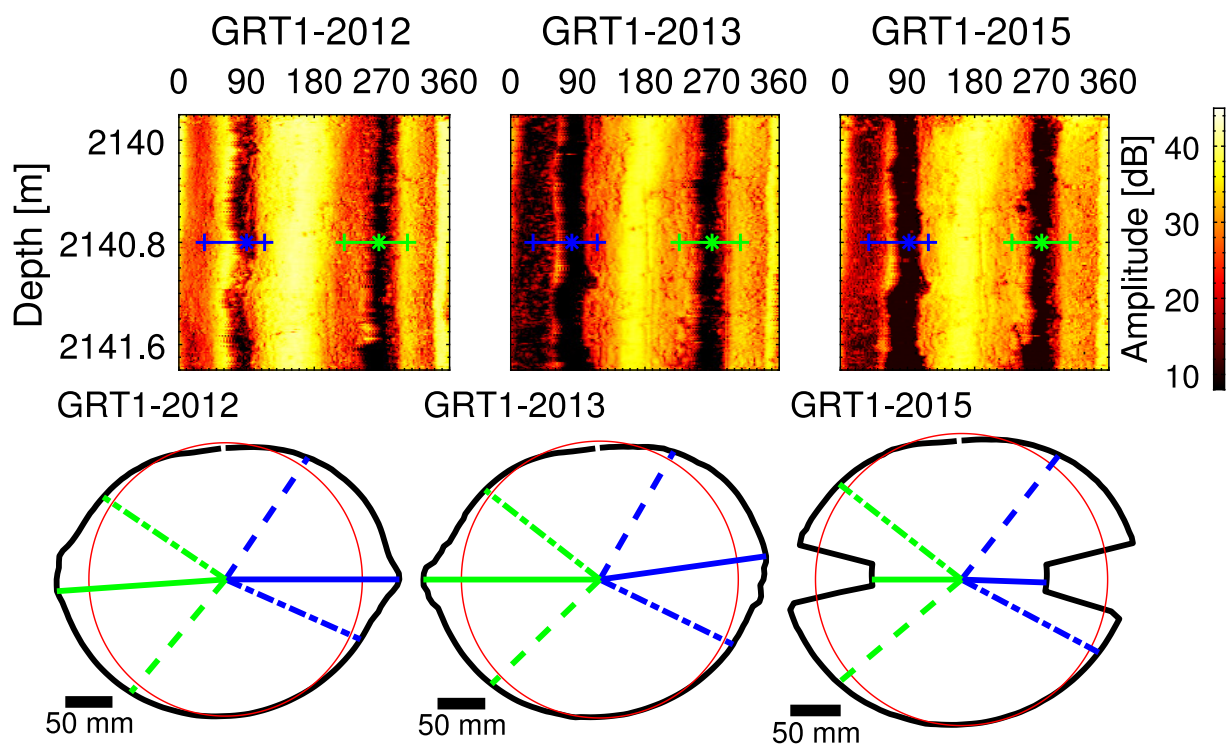 GRT1-2012 GRT1-2013 GRT1-2015
0 90 180 270 360 0 90 180 270 360 0 90 180 270 360
Depth [m]
2140
2140.8
2141.6
Amplitude [dB]
40
30
20
10
GRT1-2012 GRT1-2013 GRT1-2015
50 mm 50 mm 50 mm